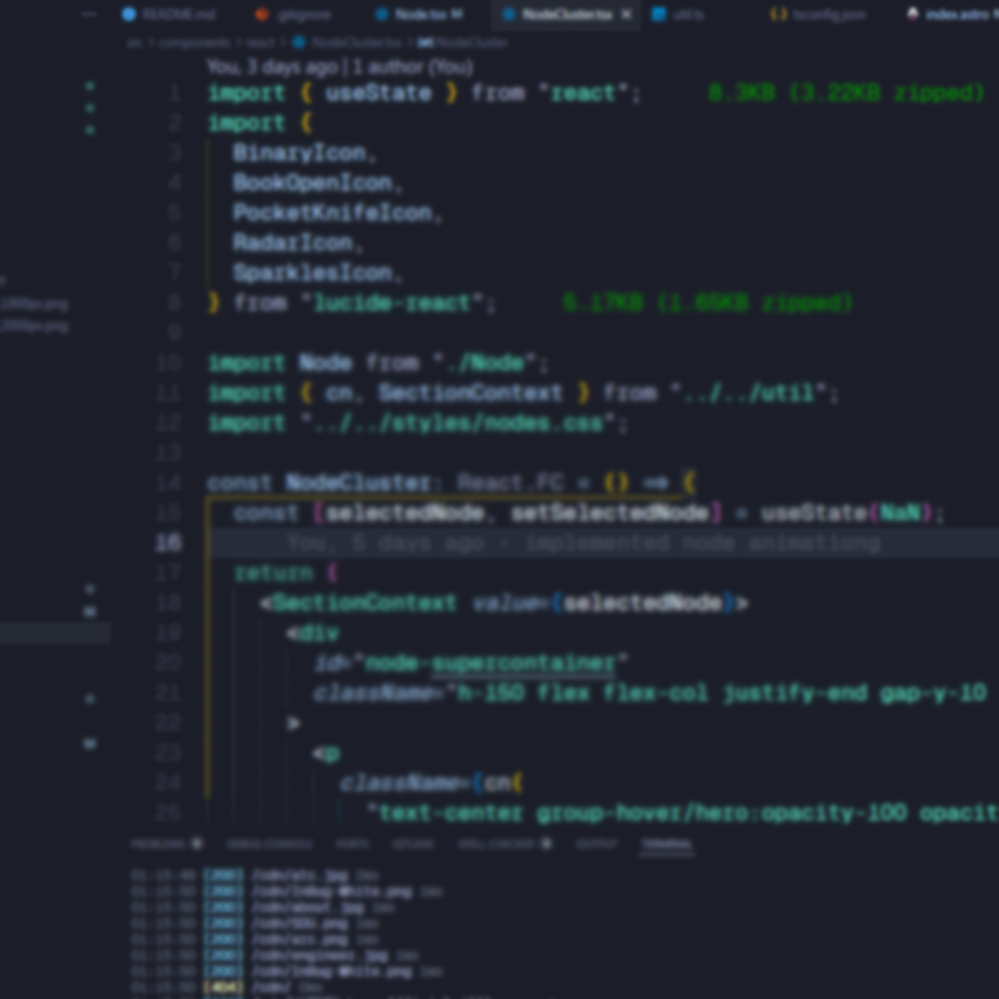 README.md .gitignore Node.tsx M NodeCluster.tsx × util.ts tsconfig.json index.astro
src > components > react > NodeCluster.tsx > NodeCluster
You, 3 days ago | 1 author (You)
1 import { useState } from "react"; 8.3KB (3.22KB zipped)
2 import {
3 BinaryIcon,
4 BookOpenIcon,
5 PocketKnifeIcon,
6 RadarIcon,
7 SparklesIcon,
8 } from "lucide-react"; 5.17KB (1.65KB zipped)
9
10 import Node from "./Node";
11 import { cn, SectionContext } from "../../util";
12 import "../../styles/nodes.css";
13
14 const NodeCluster: React.FC = () => {
15 const [selectedNode, setSelectedNode] = useState(NaN);
16 You, 5 days ago • implemented node animationg
17 return (
18 <SectionContext value={selectedNode}>
19 <div
20 id="node-supercontainer"
21 className="h-150 flex flex-col justify-end gap-y-10
22 >
23 <p
24 className={cn(
25 "text-center group-hover/hero:opacity-100 opacit
PROBLEMS DEBUG CONSOLE PORTS GITLENS SPELL CHECKER OUTPUT TERMINAL
[200] /cdn/etc.jpg
01:15:50 [200] /cdn/InBug-White.png 1ms
01:15:50 [200] /cdn/about.jpg 1ms
01:15:50 [200] /cdn/SDU.png 1ms
01:15:50 [200] /cdn/azc.png 1ms
01:15:50 [200] /cdn/engineer.jpg 1ms
01:15:50 [200] /cdn/InBug-White.png 1ms
01:15:50 [404] /cdn/